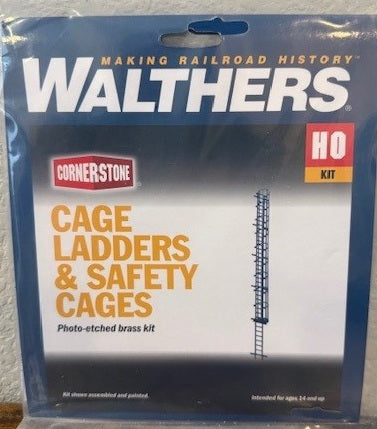 MAKING RAILROAD HISTORY™
WALTHERS®
HO
KIT
CORNERSTONE®
CAGE
LADDERS
& SAFETY
CAGES
Photo-etched brass kit
Kit shown assembled and painted.
Intended for ages 14 and up